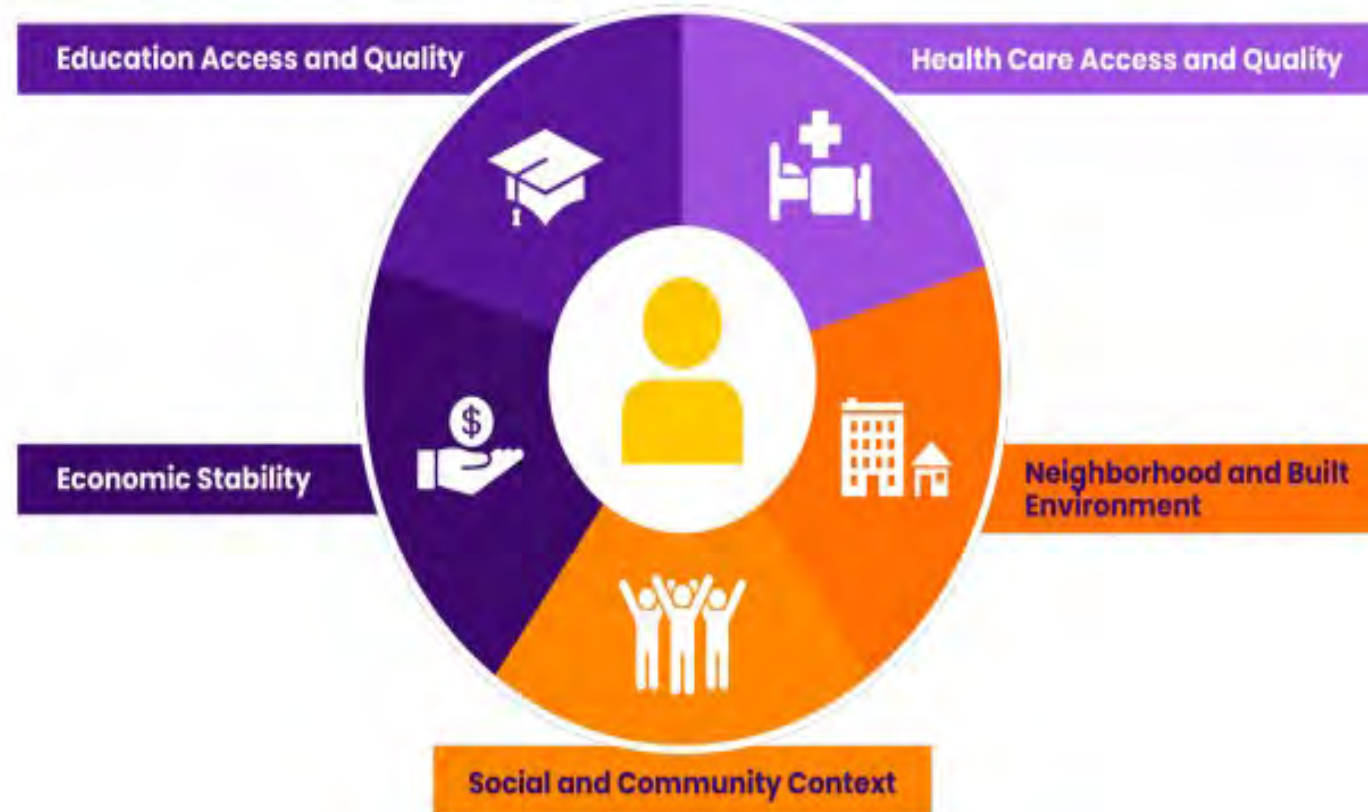 Education Access and Quality
Health Care Access and Quality
$
Economic Stability
Neighborhood and Built
Environment
Social and Community Context